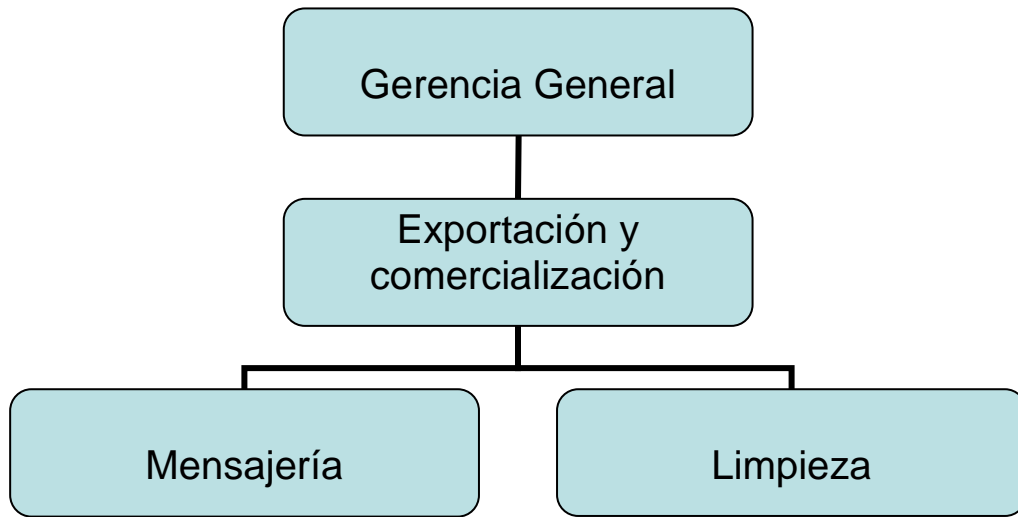 Gerencia General
Exportación y
comercialización
Mensajería
Limpieza